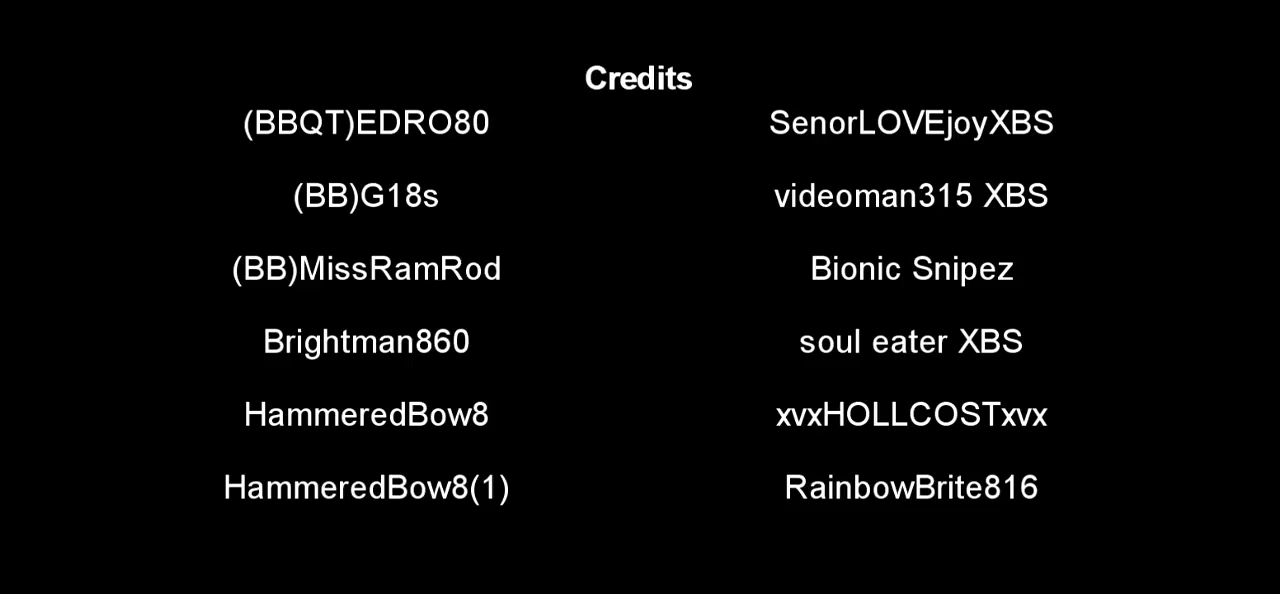 Credits
(BBQT)EDRO80 SenorLOVEjoyXBS
(BB)G18s videoman315 XBS
(BB)MissRamRod Bionic Snipez
Brightman860 soul eater XBS
HammeredBow8 xvxHOLLCOSTxvx
HammeredBow8(1) RainbowBrite816